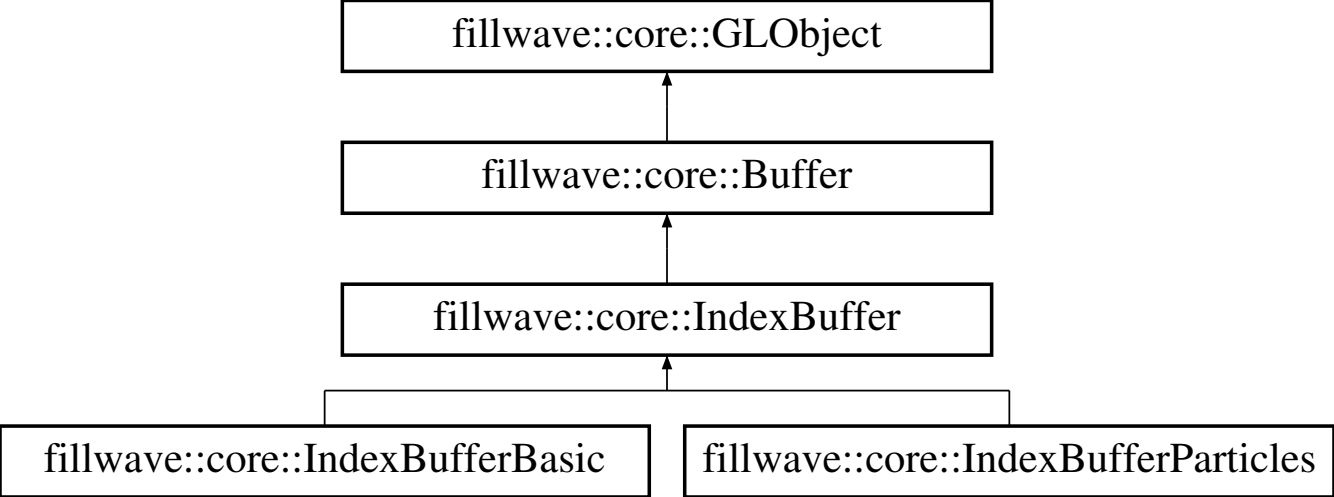 fillwave::core::GLObject
fillwave::core::Buffer
fillwave::core::IndexBuffer
fillwave::core::IndexBufferBasic
fillwave::core::IndexBufferParticles